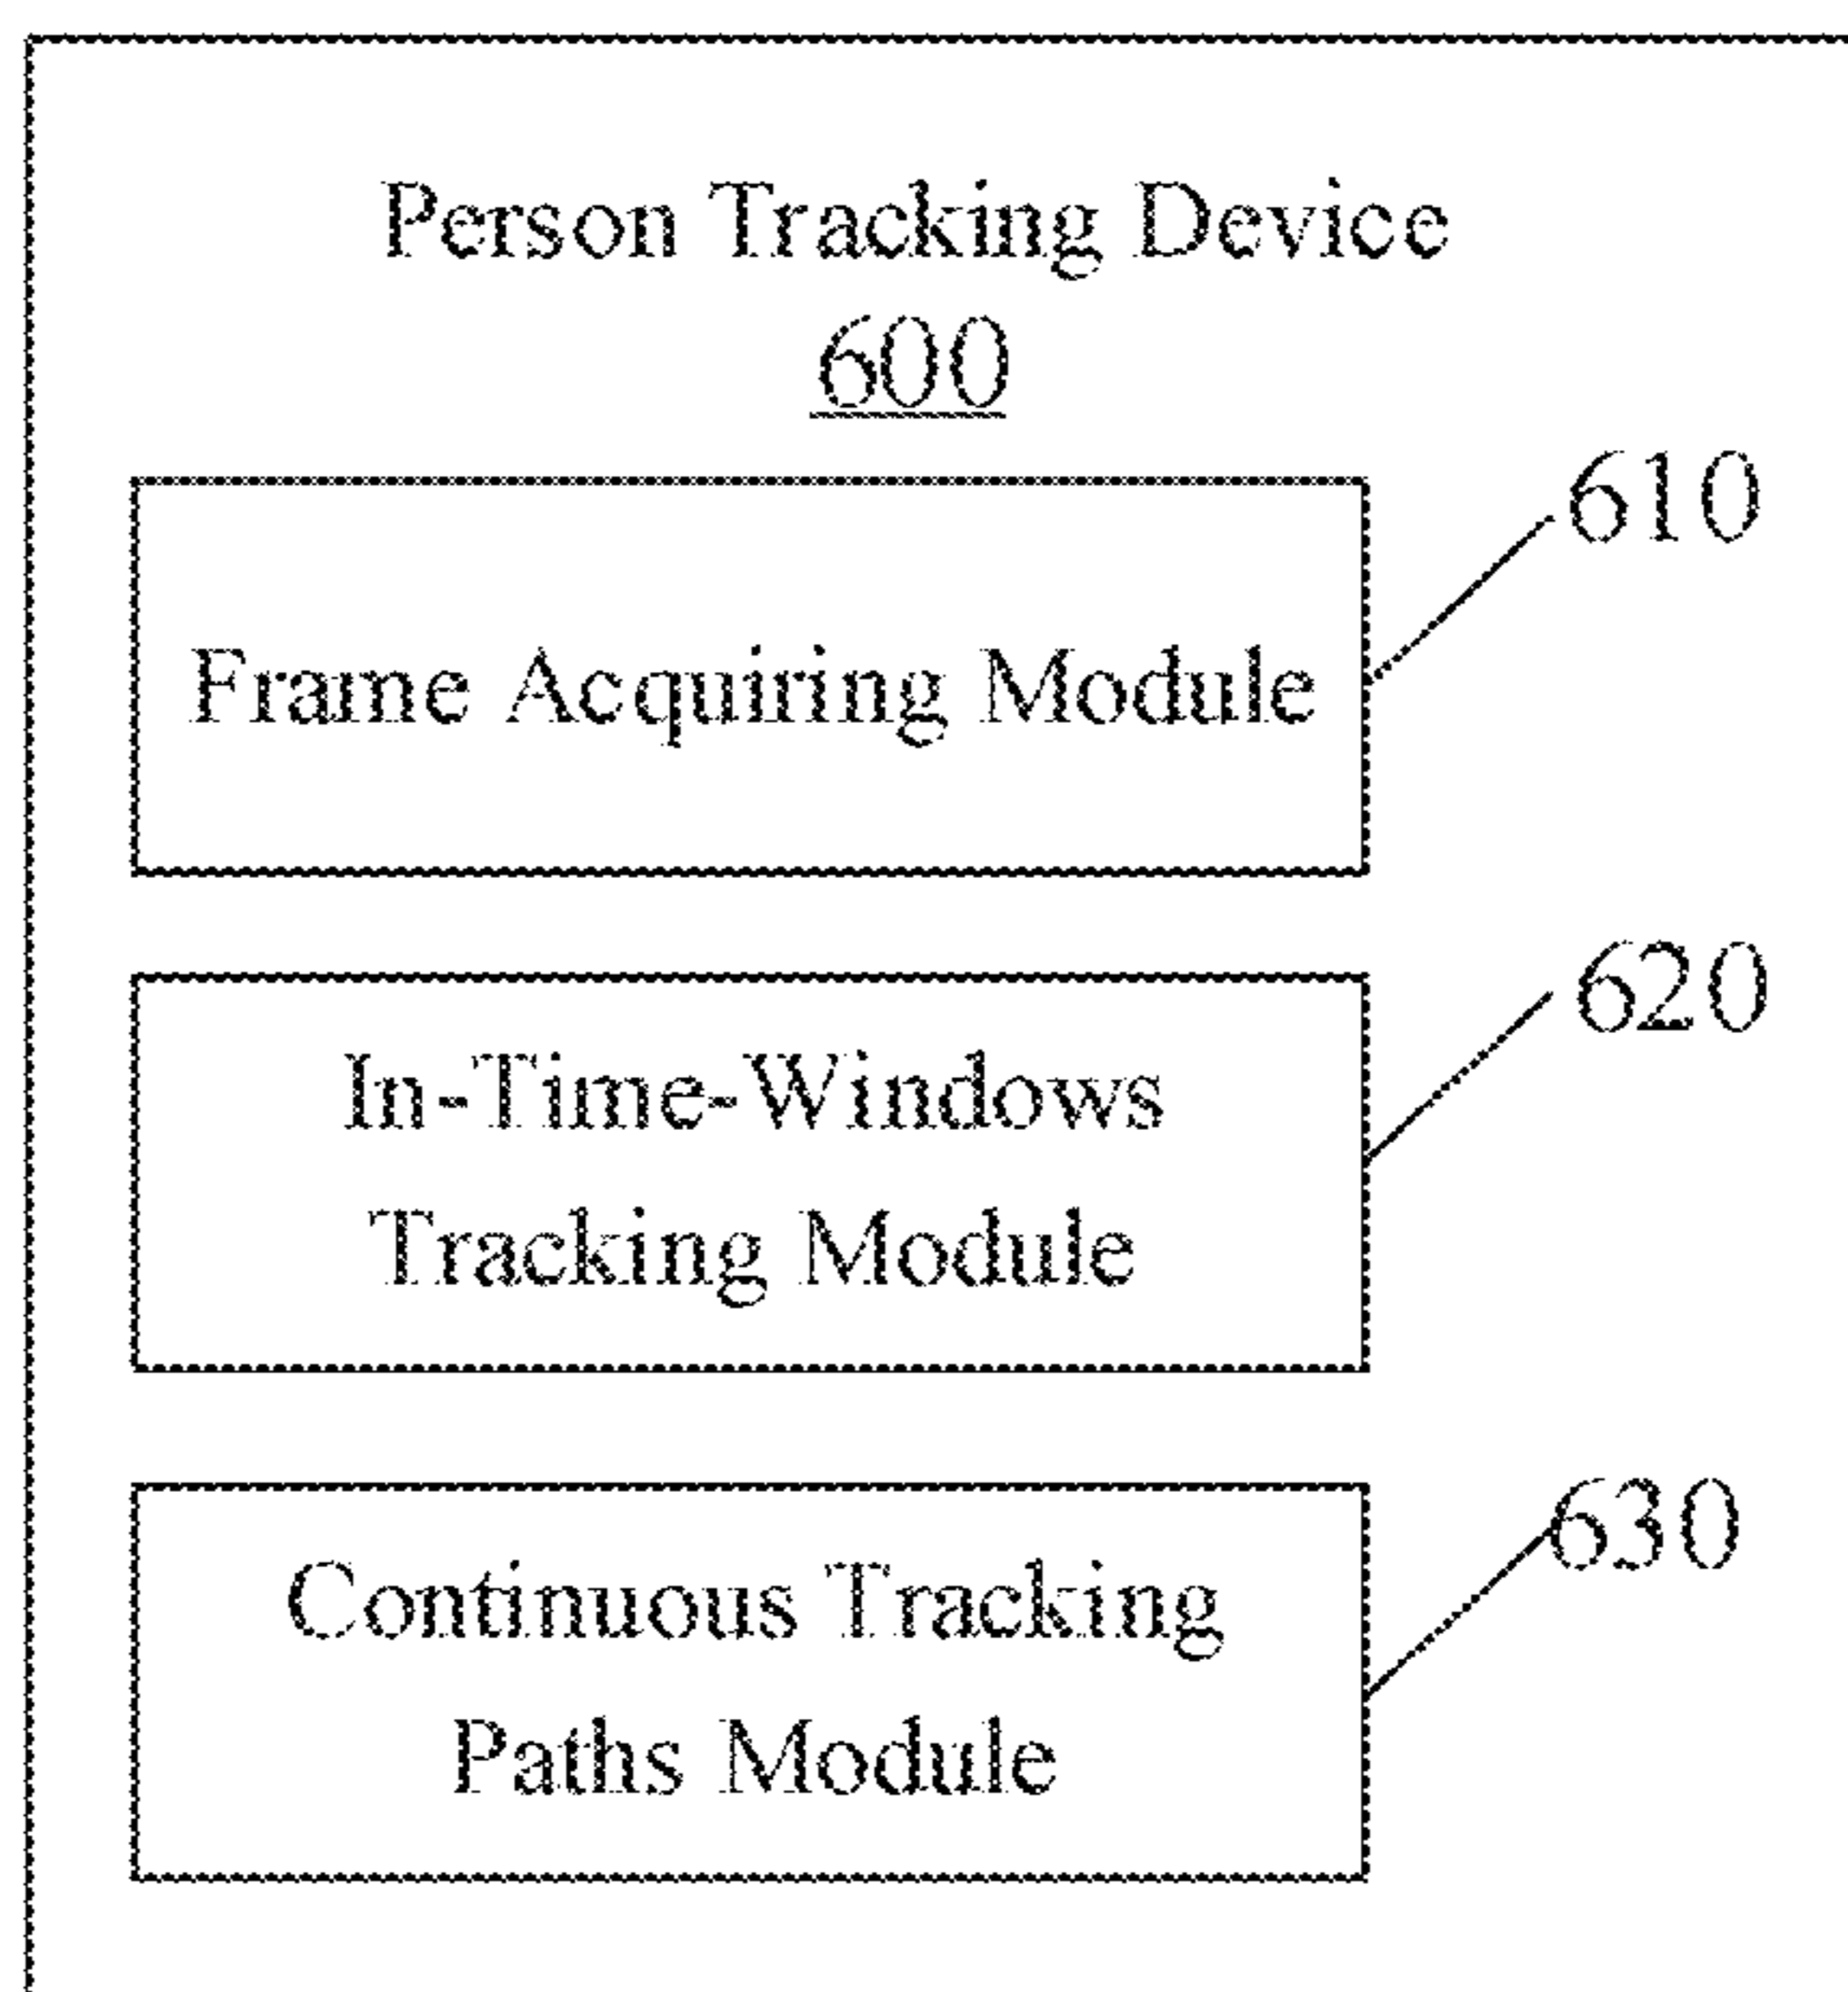 Person Tracking Device
600
610
Frame Acquiring Module
620
In-Time-Windows
Tracking Module
630
Continuous Tracking
Paths Module